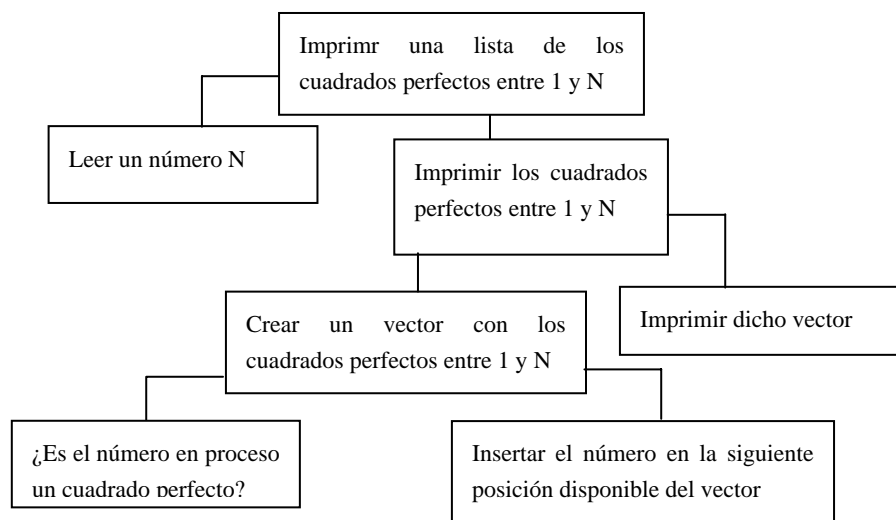 Imprimr una lista de los
cuadrados perfectos entre 1 y N
Leer un número N
Imprimir los cuadrados
perfectos entre 1 y N
Crear un vector con los
cuadrados perfectos entre 1 y N
Imprimir dicho vector
¿Es el número en proceso
un cuadrado perfecto?
Insertar el número en la siguiente
posición disponible del vector